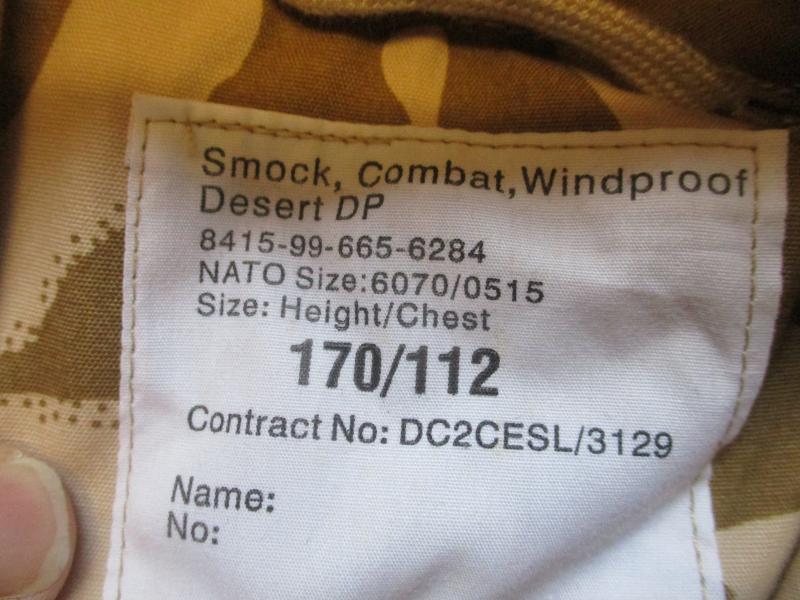 Smock, Combat,Windproof
Desert DP
8415-99-665-6284
NATO Size:6070/0515
Size: Height/Chest
170/112
Contract No: DC2CESL/3129
Name:
No: